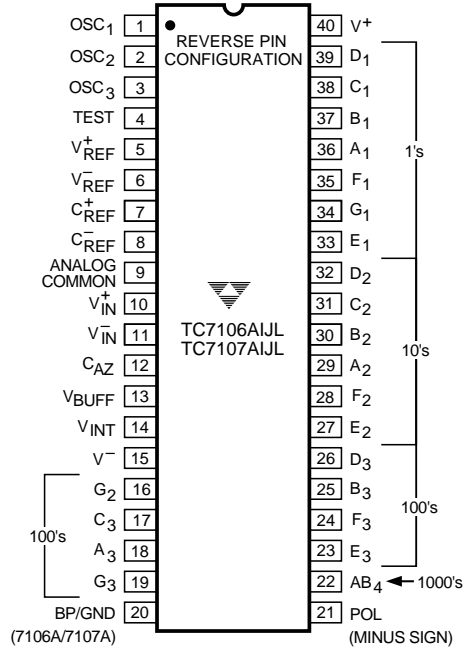 OSC1 1 40 V+
REVERSE PIN
CONFIGURATION
OSC2 2 39 D1
OSC3 3 38 C1
TEST 4 37 B1
V+REF 5 36 A1
1's
V−REF 6 35 F1
C+REF 7 34 G1
C−REF 8 33 E1
ANALOG
COMMON 9 32 D2
V+IN 10 31 C2
V−IN 11 30 B2
TC7106AIJL
TC7107AIJL
10's
CAZ 12 29 A2
VBUFF 13 28 F2
VINT 14 27 E2
V− 15 26 D3
G2 16 25 B3
100's
C3 17 24 F3
100's
A3 18 23 E3
G3 19 22 AB4 1000's
BP/GND 20 21 POL
(7106A/7107A) (MINUS SIGN)